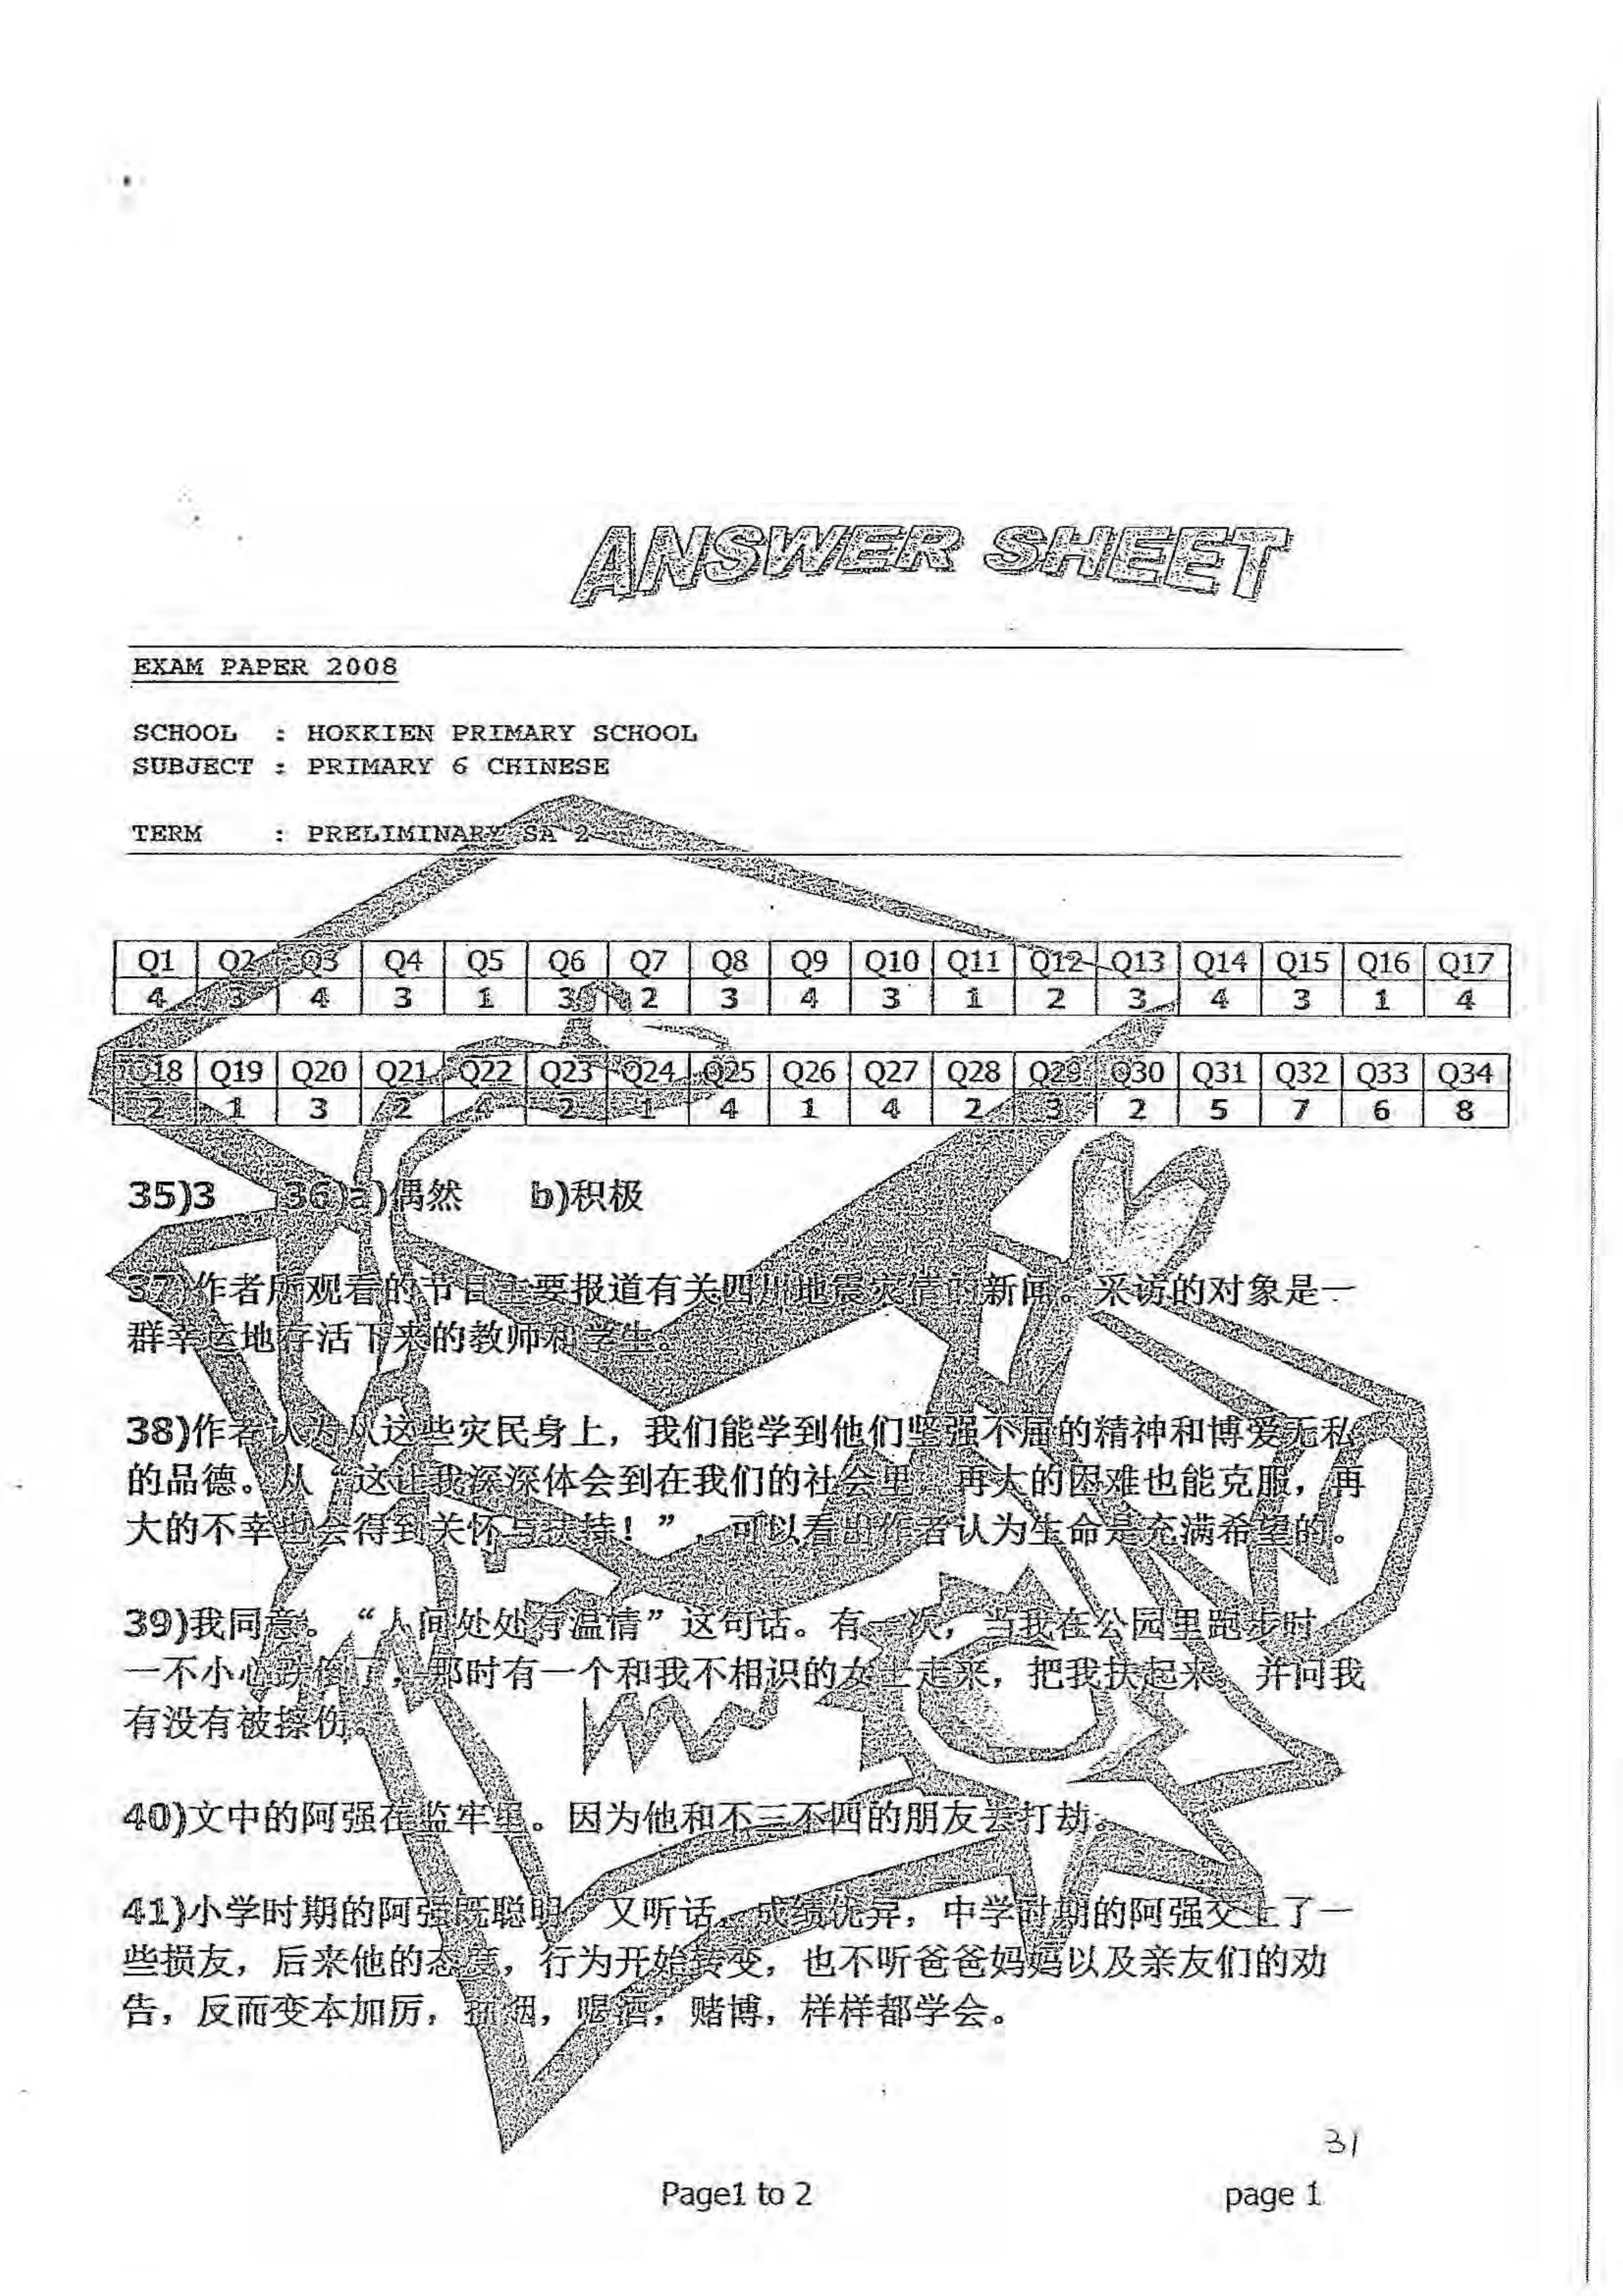 ANSWER SHEET
EXAM PAPER 2008
SCHOOL : HOKKIEN PRIMARY SCHOOL
SUBJECT : PRIMARY 6 CHINESE
TERM : PRELIMINARY SA 2
Q1 Q2 Q3 Q4 Q5 Q6 Q7 Q8 Q9 Q10 Q11 Q12 Q13 Q14 Q15 Q16 Q17
4 3 4 3 1 3 2 3 4 3 1 2 3 4 3 1 4
Q18 Q19 Q20 Q21 Q22 Q23 Q24 Q25 Q26 Q27 Q28 Q29 Q30 Q31 Q32 Q33 Q34
2 1 3 2 4 2 1 4 1 4 2 3 2 5 7 6 8
35)3 36)a)偶然 b)积极
37)作者所观看的节目主要报道有关四川地震灾情的新闻。采访的对象是一
群幸运地存活下来的教师和学生。
38)作者认为从这些灾民身上，我们能学到他们坚强不屈的精神和博爱无私
的品德。从“这让我深深体会到在我们的社会里，再大的困难也能克服，再
大的不幸也会得到关怀与扶持！”，可以看出作者认为生命是充满希望的。
39)我同意。“人间处处有温情”这句话。有一次，当我在公园里跑步时，
一不小心跌倒了，那时有一个和我不相识的女士走来，把我扶起来，并问我
有没有被擦伤。
40)文中的阿强在监牢里。因为他和不三不四的朋友去打劫。
41)小学时期的阿强既聪明，又听话，成绩优异，中学时期的阿强交上了一
些损友，后来他的态度，行为开始转变，也不听爸爸妈妈以及亲友们的劝
告，反而变本加厉，抽烟，喝酒，赌博，样样都学会。
31
Page1 to 2 page 1